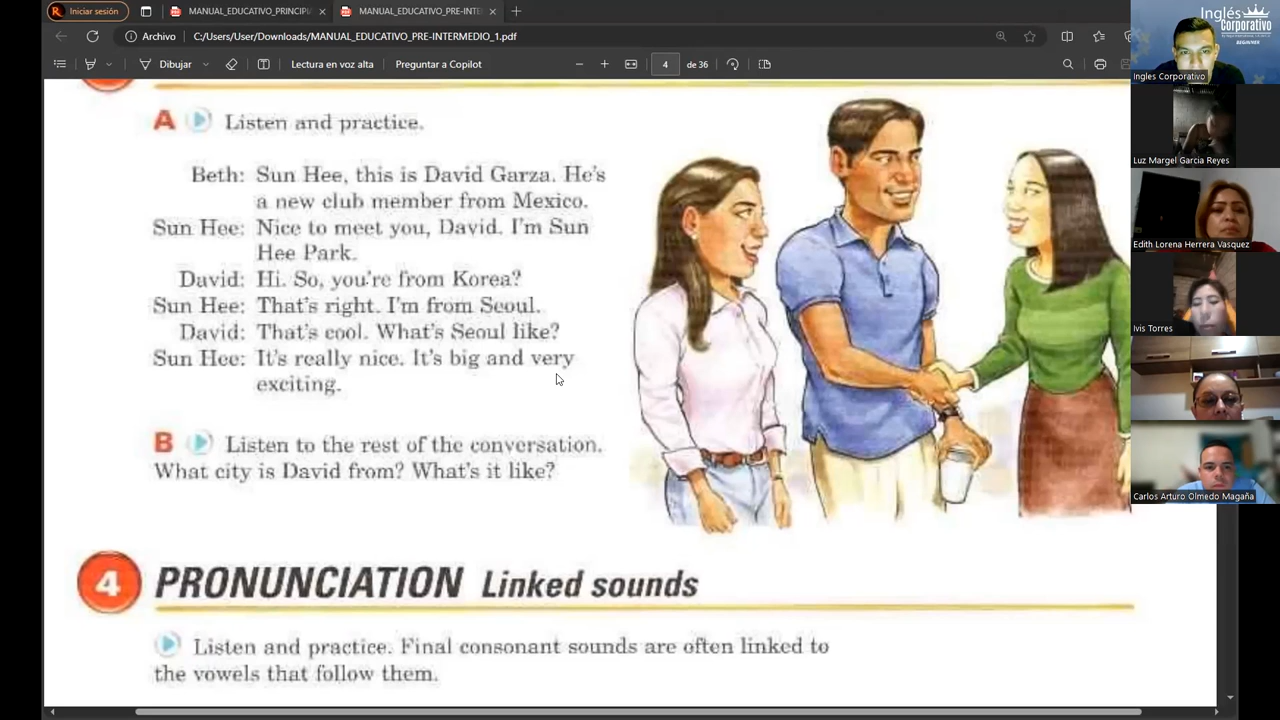 Iniciar sesión
MANUAL_EDUCATIVO_PRINCIPI
MANUAL_EDUCATIVO_PRE-INTERMEDI
Archivo
C:/Users/User/Downloads/MANUAL_EDUCATIVO_PRE-INTERMEDIO_1.pdf
Dibujar
Lectura en voz alta
Preguntar a Copilot
4
de 36
A Listen and practice.
Beth: Sun Hee, this is David Garza. He's
a new club member from Mexico.
Sun Hee: Nice to meet you, David. I'm Sun
Hee Park.
David: Hi. So, you're from Korea?
Sun Hee: That's right. I'm from Seoul.
David: That's cool. What's Seoul like?
Sun Hee: It's really nice. It's big and very
exciting.
B Listen to the rest of the conversation.
What city is David from? What's it like?
4 PRONUNCIATION Linked sounds
Listen and practice. Final consonant sounds are often linked to
the vowels that follow them.
Inglés
Corporativo
BEGINNER
Ingles Corporativo
Luz Margel Garcia Reyes
Edith Lorena Herrera Vasquez
Ivis Torres
Carlos Arturo Olmedo Magaña